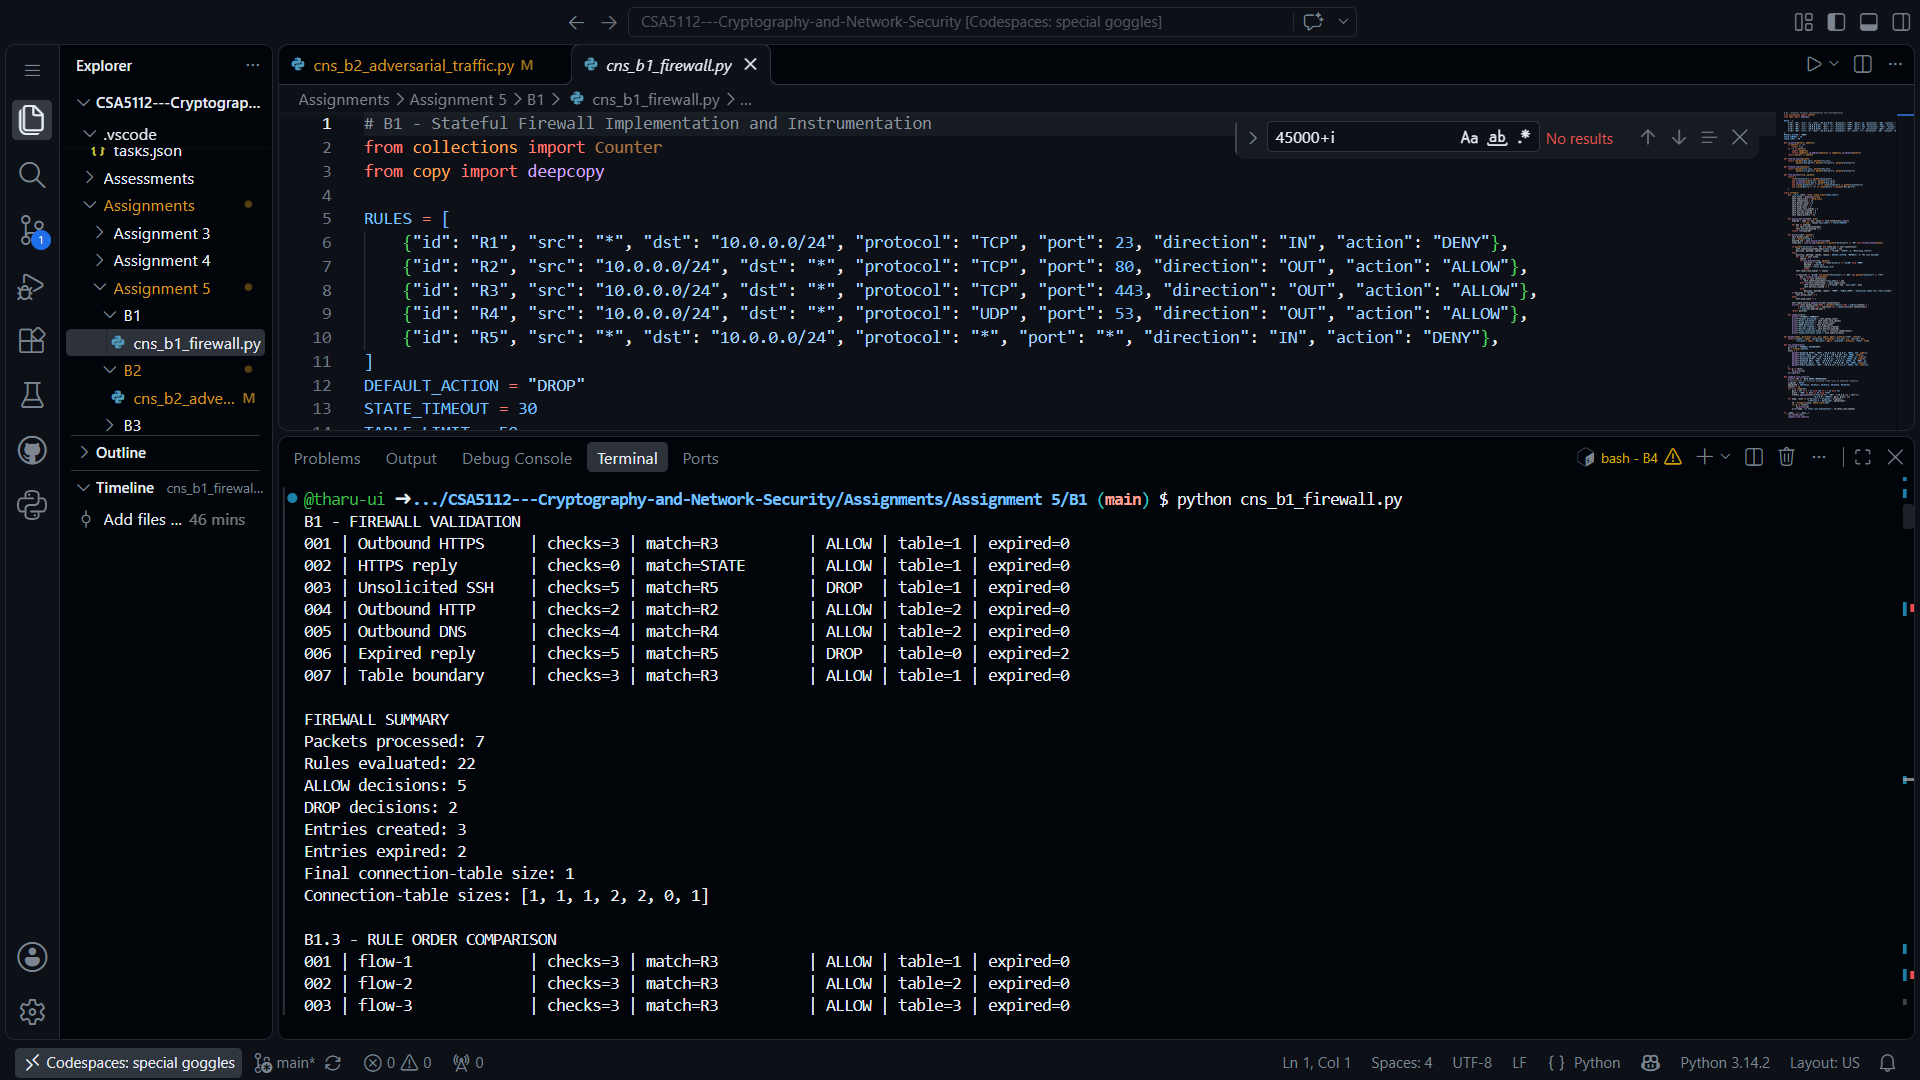 CSA5112---Cryptography-and-Network-Security [Codespaces: special goggles]
Explorer
CSA5112---Cryptograp...
.vscode
tasks.json
Assessments
Assignments
Assignment 3
Assignment 4
Assignment 5
B1
cns_b1_firewall.py
B2
cns_b2_adve... M
B3
Outline
Timeline cns_b1_firewal...
Add files ... 46 mins
1
cns_b2_adversarial_traffic.py M
cns_b1_firewall.py
Assignments > Assignment 5 > B1 > cns_b1_firewall.py > ...
45000+i
Aa ab .* No results
1 # B1 - Stateful Firewall Implementation and Instrumentation
2 from collections import Counter
3 from copy import deepcopy
4
5 RULES = [
6 {"id": "R1", "src": "*", "dst": "10.0.0.0/24", "protocol": "TCP", "port": 23, "direction": "IN", "action": "DENY"},
7 {"id": "R2", "src": "10.0.0.0/24", "dst": "*", "protocol": "TCP", "port": 80, "direction": "OUT", "action": "ALLOW"},
8 {"id": "R3", "src": "10.0.0.0/24", "dst": "*", "protocol": "TCP", "port": 443, "direction": "OUT", "action": "ALLOW"},
9 {"id": "R4", "src": "10.0.0.0/24", "dst": "*", "protocol": "UDP", "port": 53, "direction": "OUT", "action": "ALLOW"},
10 {"id": "R5", "src": "*", "dst": "10.0.0.0/24", "protocol": "*", "port": "*", "direction": "IN", "action": "DENY"},
11 ]
12 DEFAULT_ACTION = "DROP"
13 STATE_TIMEOUT = 30
Problems Output Debug Console Terminal Ports
bash - B4
@tharu-ui ➜.../CSA5112---Cryptography-and-Network-Security/Assignments/Assignment 5/B1 (main) $ python cns_b1_firewall.py
B1 - FIREWALL VALIDATION
001 | Outbound HTTPS | checks=3 | match=R3 | ALLOW | table=1 | expired=0
002 | HTTPS reply | checks=0 | match=STATE | ALLOW | table=1 | expired=0
003 | Unsolicited SSH | checks=5 | match=R5 | DROP | table=1 | expired=0
004 | Outbound HTTP | checks=2 | match=R2 | ALLOW | table=2 | expired=0
005 | Outbound DNS | checks=4 | match=R4 | ALLOW | table=2 | expired=0
006 | Expired reply | checks=5 | match=R5 | DROP | table=0 | expired=2
007 | Table boundary | checks=3 | match=R3 | ALLOW | table=1 | expired=0
FIREWALL SUMMARY
Packets processed: 7
Rules evaluated: 22
ALLOW decisions: 5
DROP decisions: 2
Entries created: 3
Entries expired: 2
Final connection-table size: 1
Connection-table sizes: [1, 1, 1, 2, 2, 0, 1]
B1.3 - RULE ORDER COMPARISON
001 | flow-1 | checks=3 | match=R3 | ALLOW | table=1 | expired=0
002 | flow-2 | checks=3 | match=R3 | ALLOW | table=2 | expired=0
003 | flow-3 | checks=3 | match=R3 | ALLOW | table=3 | expired=0
Codespaces: special goggles main* 0 0 0 Ln 1, Col 1 Spaces: 4 UTF-8 LF { } Python Python 3.14.2 Layout: US